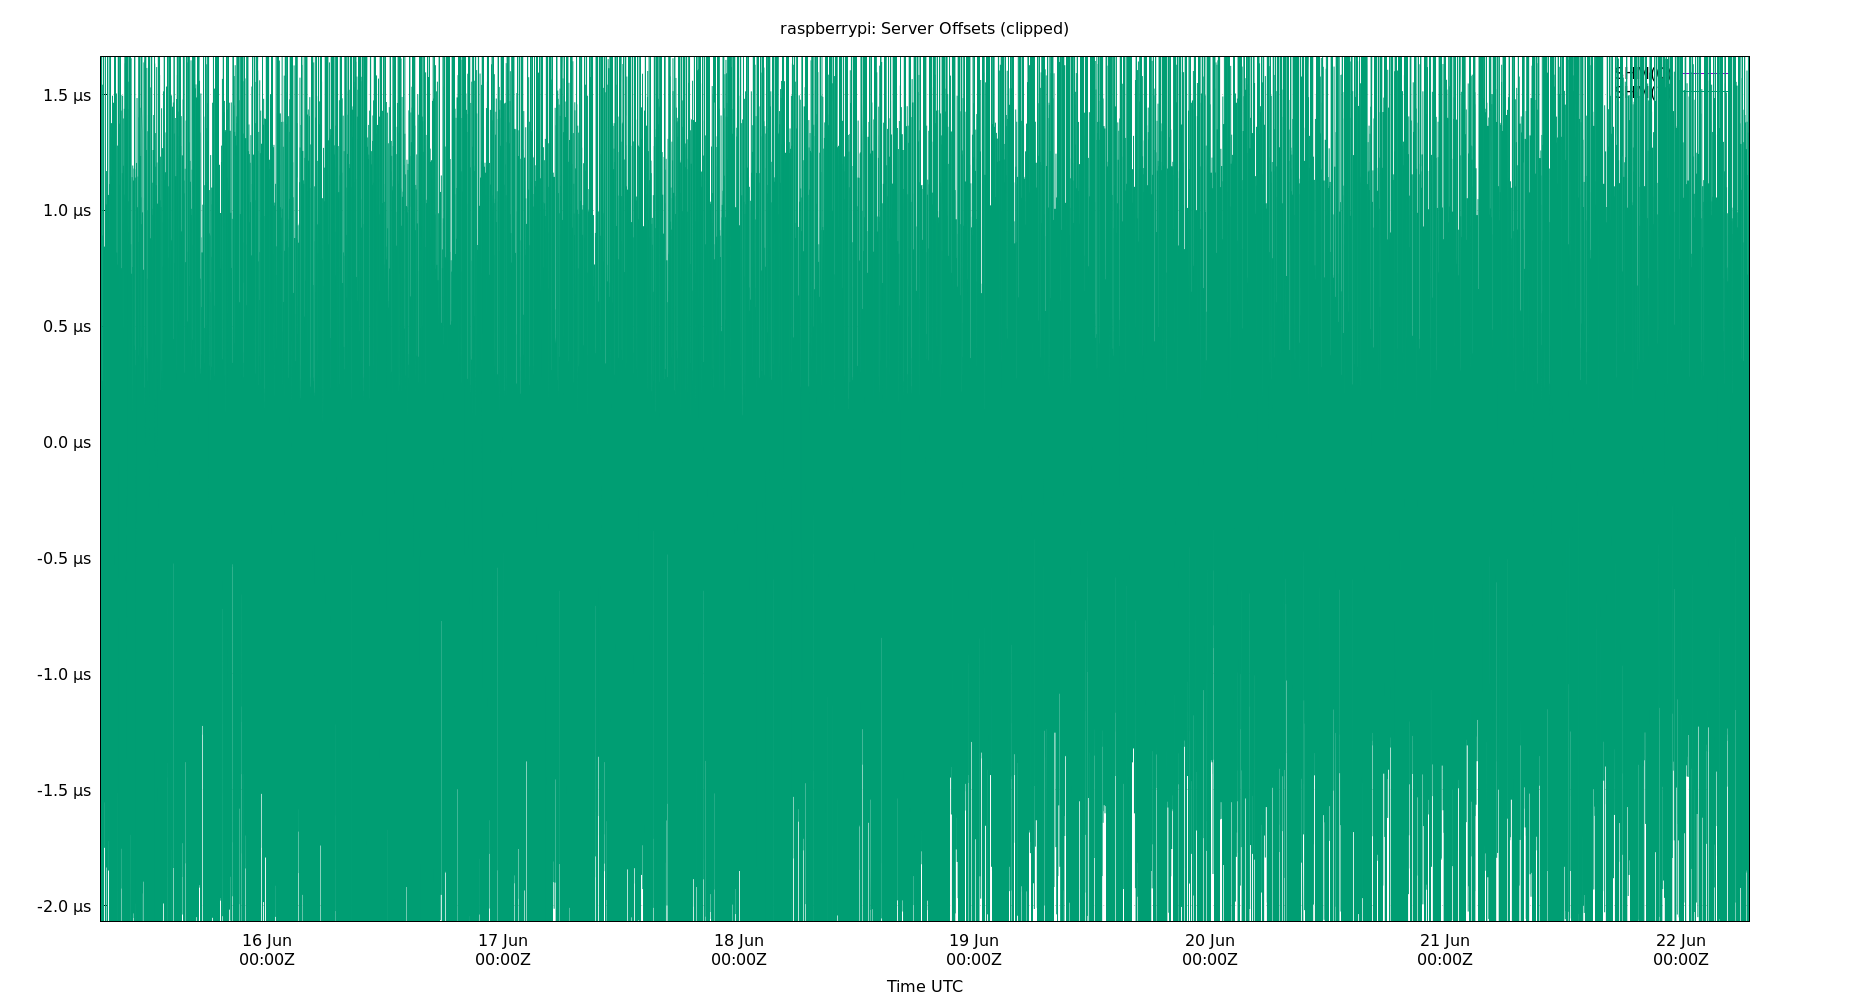 raspberrypi: Server Offsets (clipped)
1.5 µs
1.0 µs
0.5 µs
0.0 µs
-0.5 µs
-1.0 µs
-1.5 µs
-2.0 µs
16 Jun
00:00Z
17 Jun
00:00Z
18 Jun
00:00Z
19 Jun
00:00Z
20 Jun
00:00Z
21 Jun
00:00Z
22 Jun
00:00Z
Time UTC